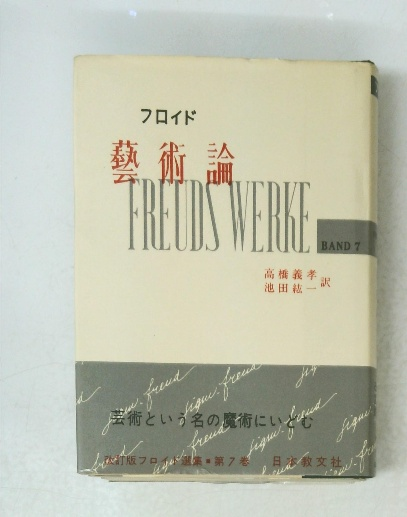 フロイド
藝術論
FREUDS WERKE
BAND 7
高橋義孝
池田紘一 訳
sigm. freud
芸術という名の魔術にいどむ
改訂版フロイド選集・第7巻 日本教文社